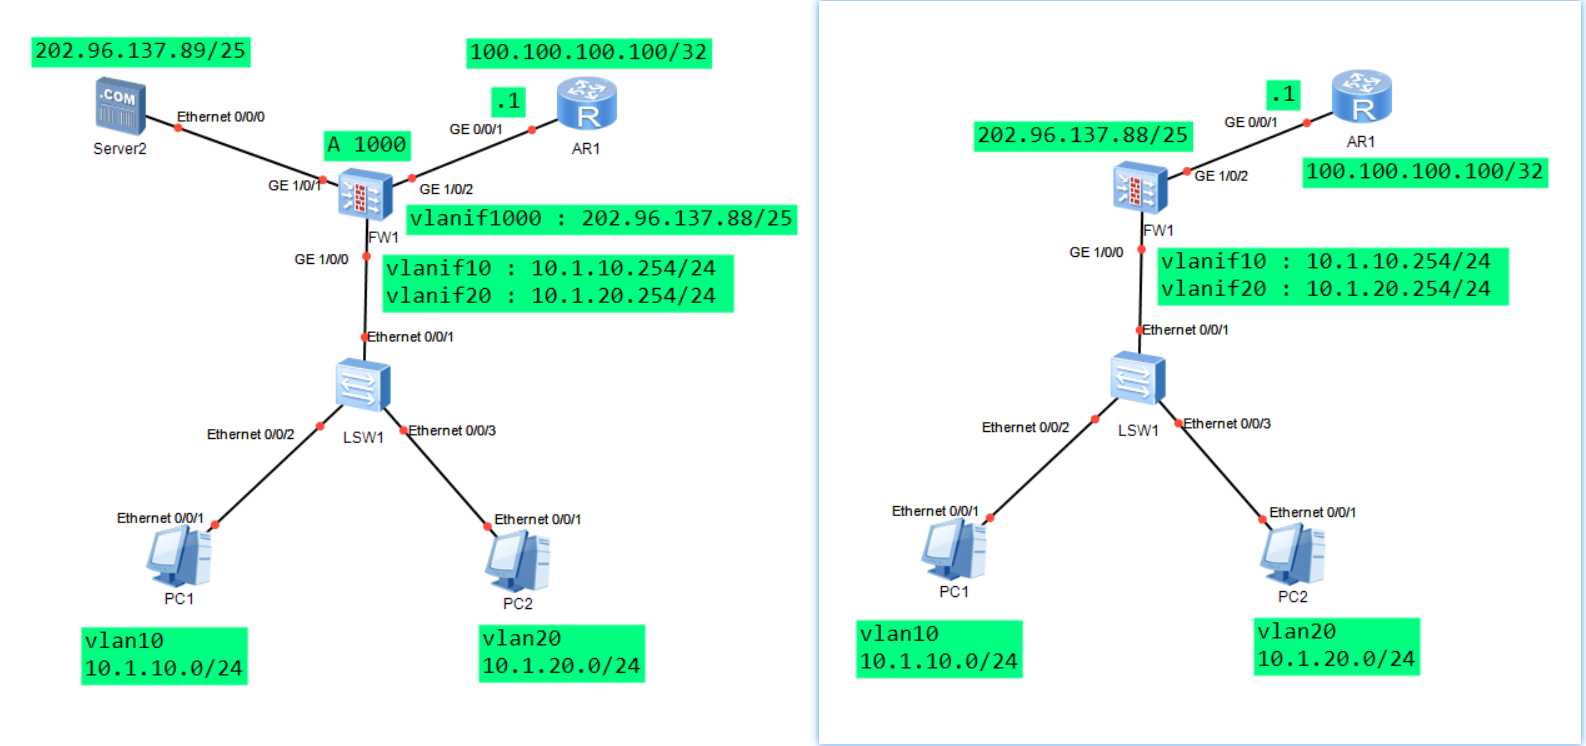 202.96.137.89/25
100.100.100.100/32
.COM
Ethernet 0/0/0
.1
GE 0/0/1
R
Server2
A 1000
AR1
GE 1/0/1
GE 1/0/2
vlanif1000 : 202.96.137.88/25
FW1
GE 1/0/0
vlanif10 : 10.1.10.254/24
vlanif20 : 10.1.20.254/24
Ethernet 0/0/1
LSW1
Ethernet 0/0/2
Ethernet 0/0/3
Ethernet 0/0/1
Ethernet 0/0/1
PC1
PC2
vlan10
10.1.10.0/24
vlan20
10.1.20.0/24
.1
GE 0/0/1
R
202.96.137.88/25
AR1
GE 1/0/2
100.100.100.100/32
FW1
GE 1/0/0
vlanif10 : 10.1.10.254/24
vlanif20 : 10.1.20.254/24
Ethernet 0/0/1
LSW1
Ethernet 0/0/2
Ethernet 0/0/3
Ethernet 0/0/1
Ethernet 0/0/1
PC1
PC2
vlan10
10.1.10.0/24
vlan20
10.1.20.0/24